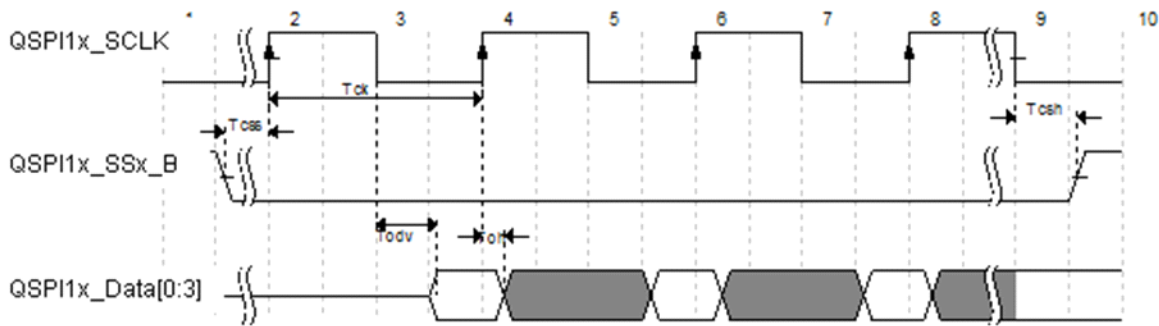 * 2 3 4 5 6 7 8 9 10
QSPI1x_SCLK
Tck
Tcss Tcsh
QSPI1x_SSx_B
Todv Toh
QSPI1x_Data[0:3]